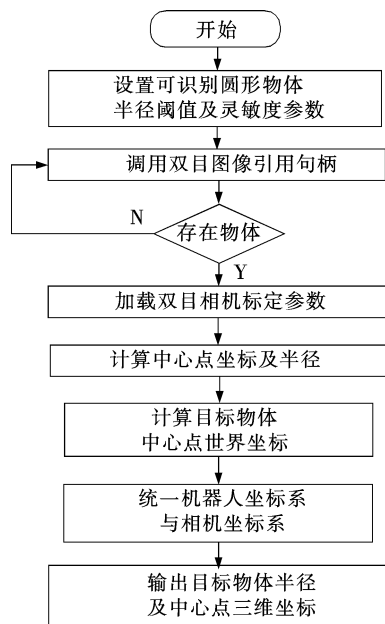 开始
设置可识别圆形物体
半径阈值及灵敏度参数
调用双目图像引用句柄
N
存在物体
Y
加载双目相机标定参数
计算中心点坐标及半径
计算目标物体
中心点世界坐标
统一机器人坐标系
与相机坐标系
输出目标物体半径
及中心点三维坐标